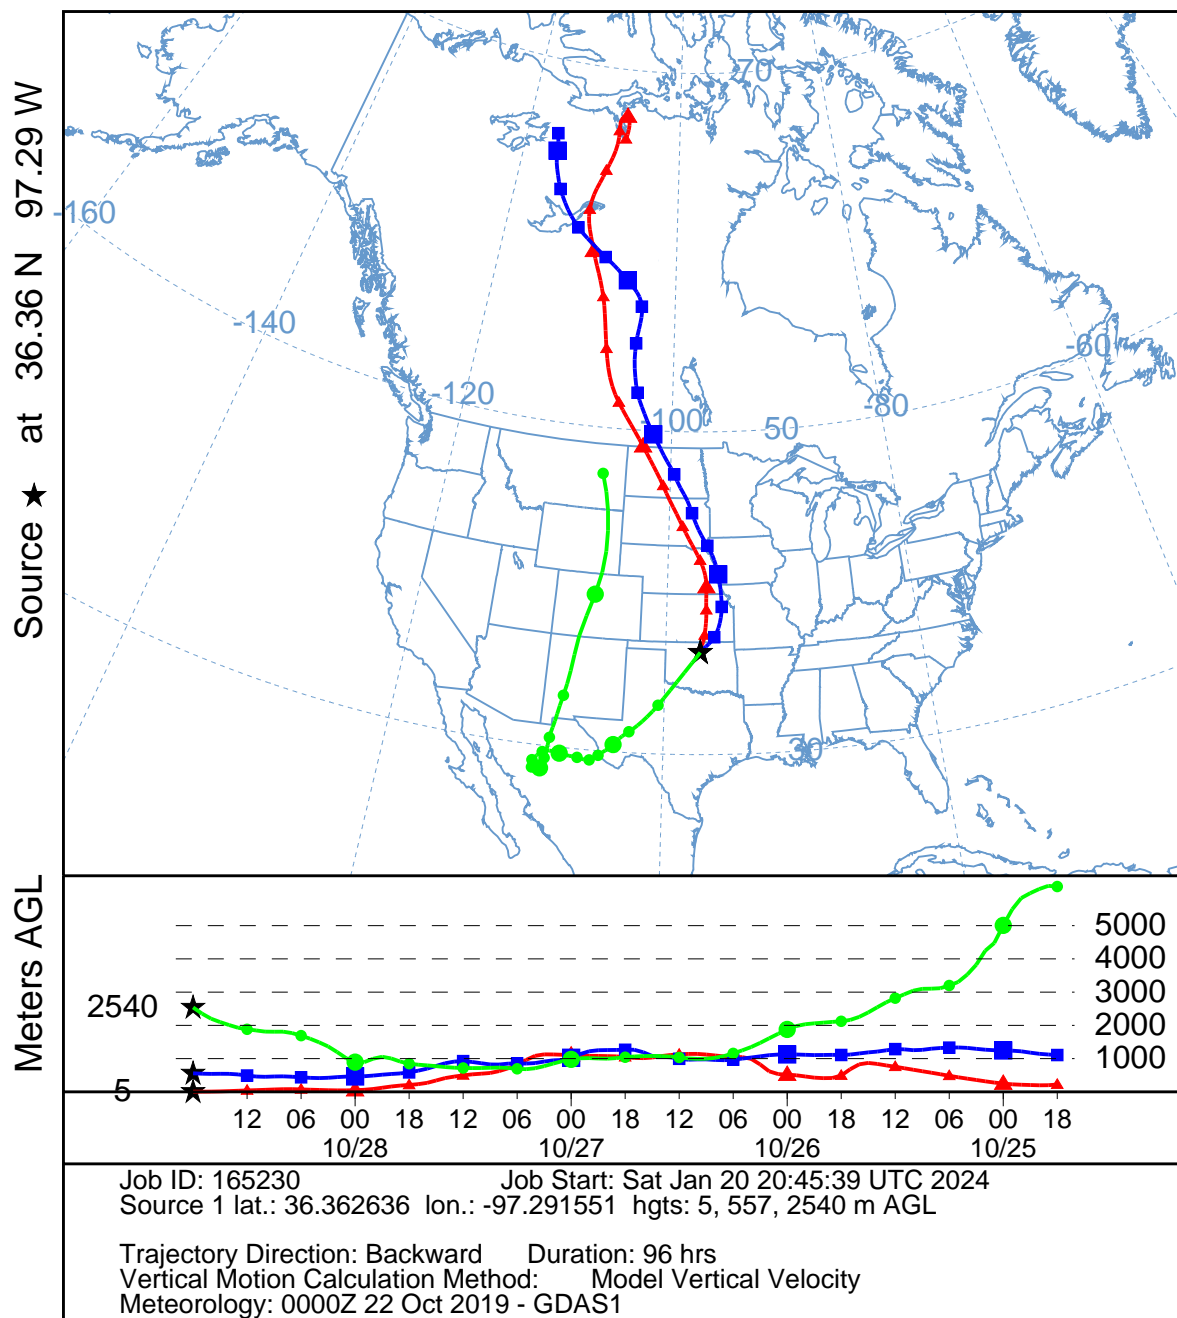 Source ★ at 36.36 N 97.29 W
70
-160
-140
-60
-120
-80
-100
50
30
Meters AGL
5000
4000
3000
2540
2000
1000
5
12 06 00 18 12 06 00 18 12 06 00 18 12 06 00 18
10/28 10/27 10/26 10/25
Job ID: 165230 Job Start: Sat Jan 20 20:45:39 UTC 2024
Source 1 lat.: 36.362636 lon.: -97.291551 hgts: 5, 557, 2540 m AGL
Trajectory Direction: Backward Duration: 96 hrs
Vertical Motion Calculation Method: Model Vertical Velocity
Meteorology: 0000Z 22 Oct 2019 - GDAS1